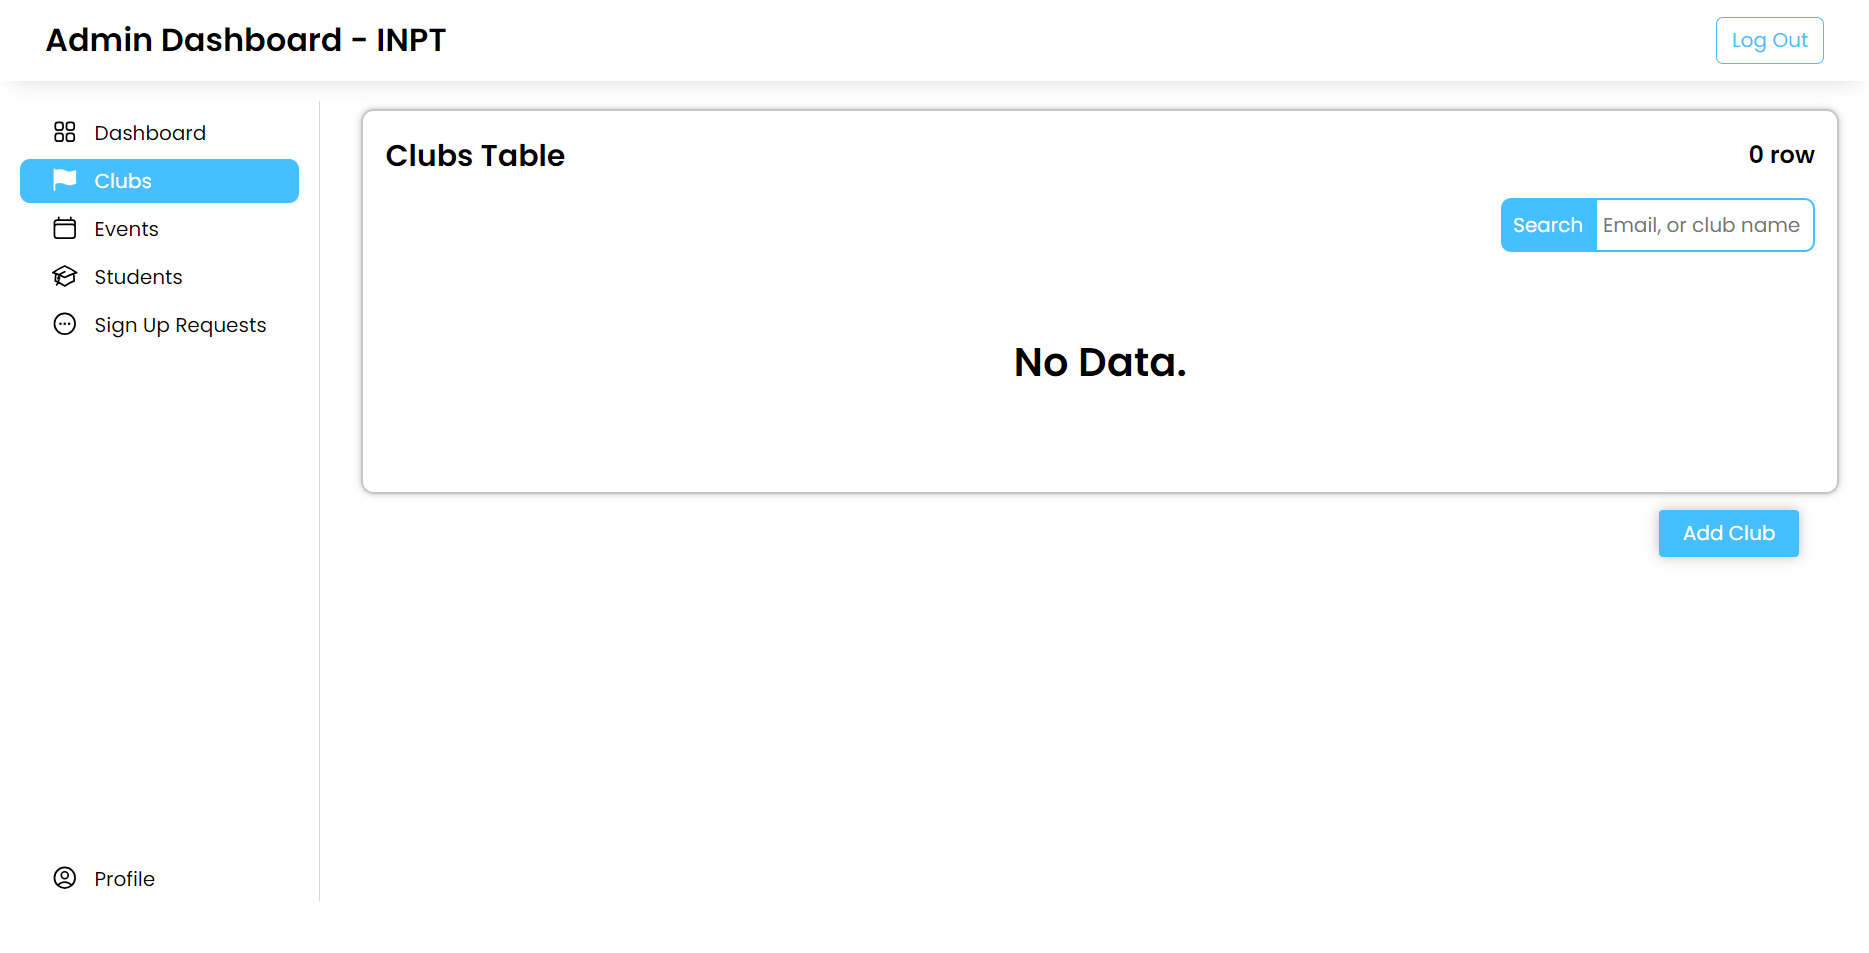 Admin Dashboard - INPT
Log Out
Dashboard
Clubs
Events
Students
Sign Up Requests
Profile
Clubs Table
0 row
Search
Email, or club name
No Data.
Add Club